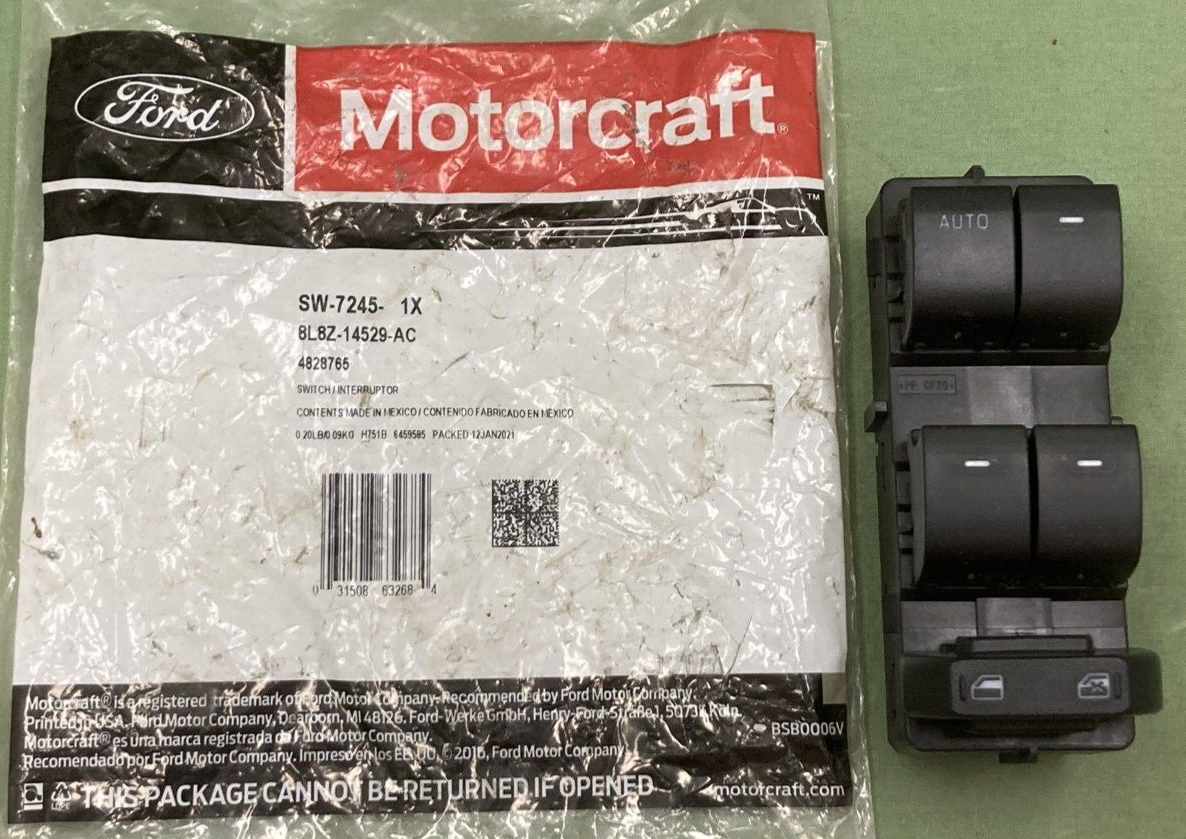 Ford
Motorcraft®
™
SW-7245- 1X
8L8Z-14529-AC
4828765
SWITCH / INTERRUPTOR
CONTENTS MADE IN MEXICO / CONTENIDO FABRICADO EN MEXICO
0.20LB/0.09KG H751B 6459585 PACKED 12JAN2021
0 31508 63268 4
Motorcraft® is a registered trademark of Ford Motor Company. Recommended by Ford Motor Company.
Printed in USA, Ford Motor Company, Dearborn, MI 48126. Ford-Werke GmbH, Henry-Ford-Straße 1, 50735 Köln.
Motorcraft® es una marca registrada de Ford Motor Company.
Recomendado por Ford Motor Company. Impreso en los EE.UU. © 2016, Ford Motor Company
BSB0006V
THIS PACKAGE CANNOT BE RETURNED IF OPENED
motorcraft.com
AUTO